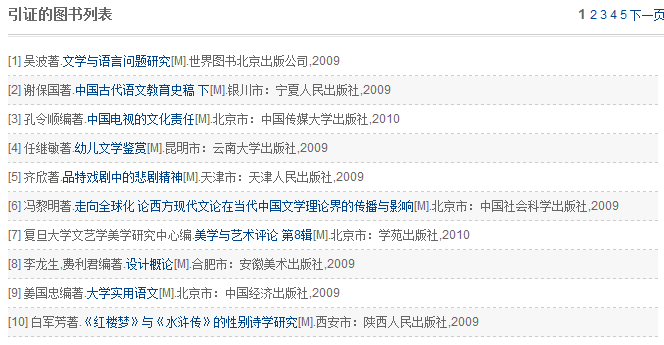 引证的图书列表
1 2 3 4 5 下一页
[1] 吴波著.文学与语言问题研究[M].世界图书北京出版公司,2009
[2] 谢保国著.中国古代语文教育史稿 下[M].银川市：宁夏人民出版社,2009
[3] 孔令顺编著.中国电视的文化责任[M].北京市：中国传媒大学出版社,2010
[4] 任继敏著.幼儿文学鉴赏[M].昆明市：云南大学出版社,2009
[5] 齐欣著.品特戏剧中的悲剧精神[M].天津市：天津人民出版社,2009
[6] 冯黎明著.走向全球化 论西方现代文论在当代中国文学理论界的传播与影响[M].北京市：中国社会科学出版社,2009
[7] 复旦大学文艺学美学研究中心编.美学与艺术评论 第8辑[M].北京市：学苑出版社,2010
[8] 李龙生,费利君编著.设计概论[M].合肥市：安徽美术出版社,2009
[9] 姜国忠编著.大学实用语文[M].北京市：中国经济出版社,2009
[10] 白军芳著.《红楼梦》与《水浒传》的性别诗学研究[M].西安市：陕西人民出版社,2009